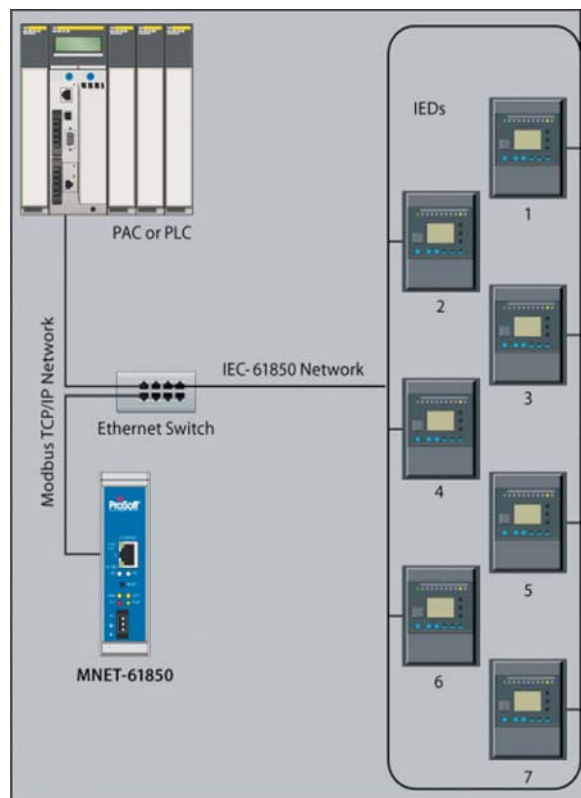 IEDs
1
PAC or PLC
2
3
Modbus TCP/IP Network
IEC-61850 Network
Ethernet Switch
4
ProSoft
5
MNET-61850
6
7